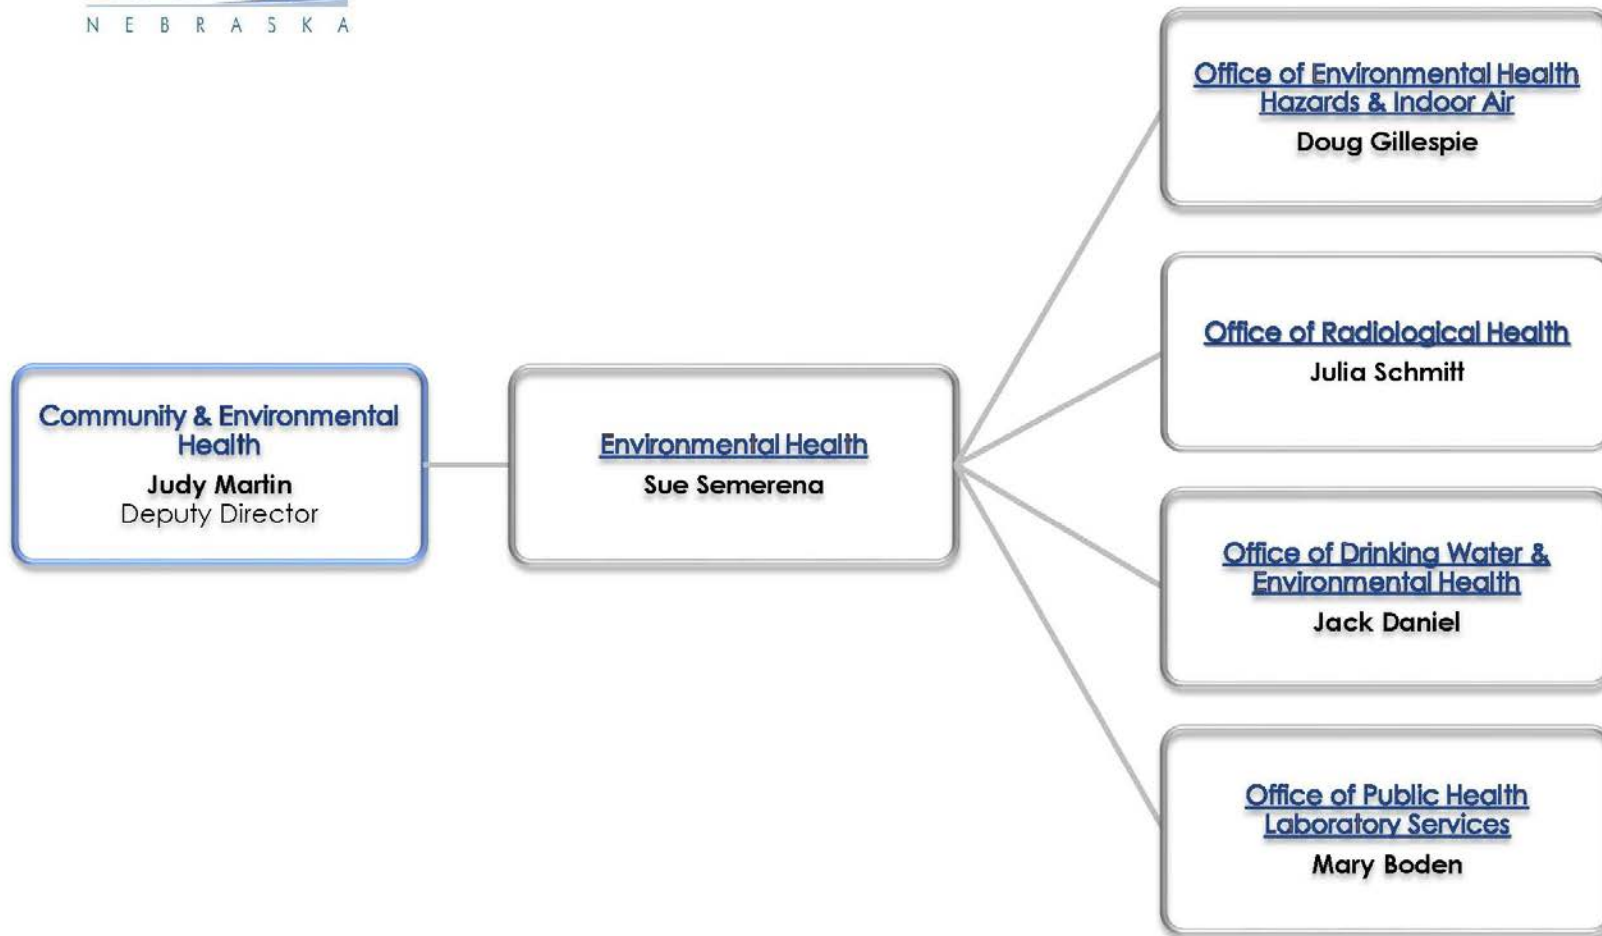 NEBRASKA
Community & Environmental
Health
Judy Martin
Deputy Director
Environmental Health
Sue Semerena
Office of Environmental Health
Hazards & Indoor Air
Doug Gillespie
Office of Radiological Health
Julia Schmitt
Office of Drinking Water &
Environmental Health
Jack Daniel
Office of Public Health
Laboratory Services
Mary Boden